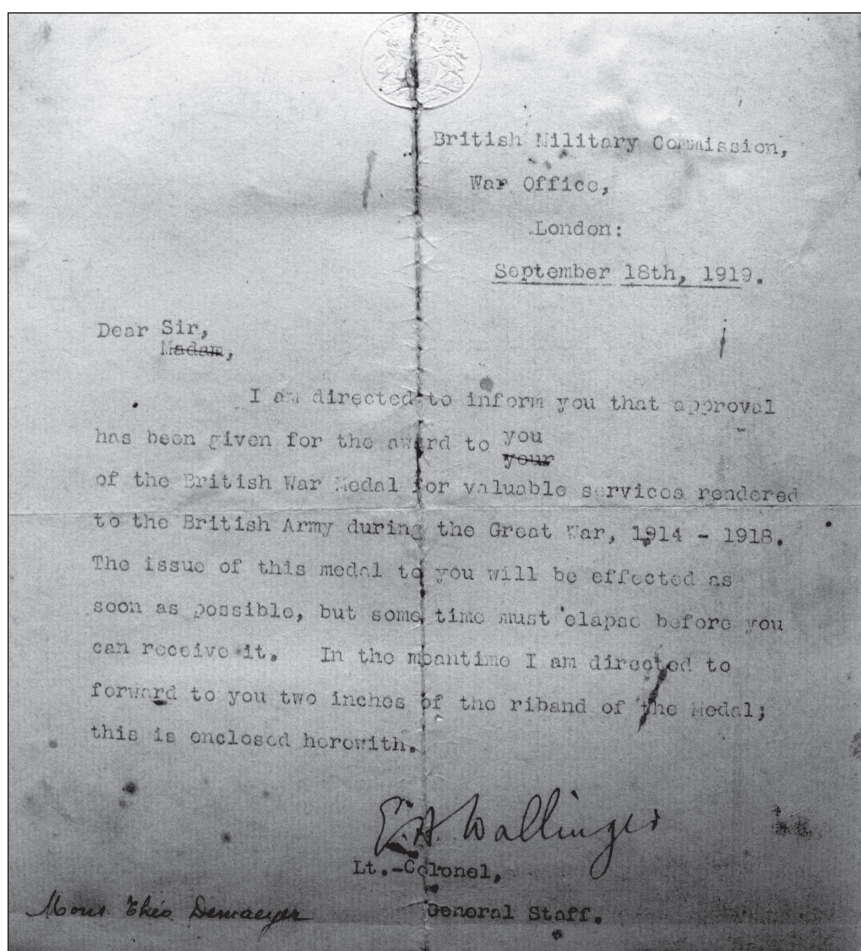 British Military Commission,
War Office,
London:
September 18th, 1919.
Dear Sir,
Madam,
I am directed to inform you that approval
has been given for the award to you
your
of the British War Medal for valuable services rendered
to the British Army during the Great War, 1914 - 1918.
The issue of this medal to you will be effected as
soon as possible, but some time must elapse before you
can receive it. In the meantime I am directed to
forward to you two inches of the riband of the Medal;
this is enclosed herewith.
E.A. Wallinger
Lt.-Colonel,
General Staff.
Mons Théo Demaeyer